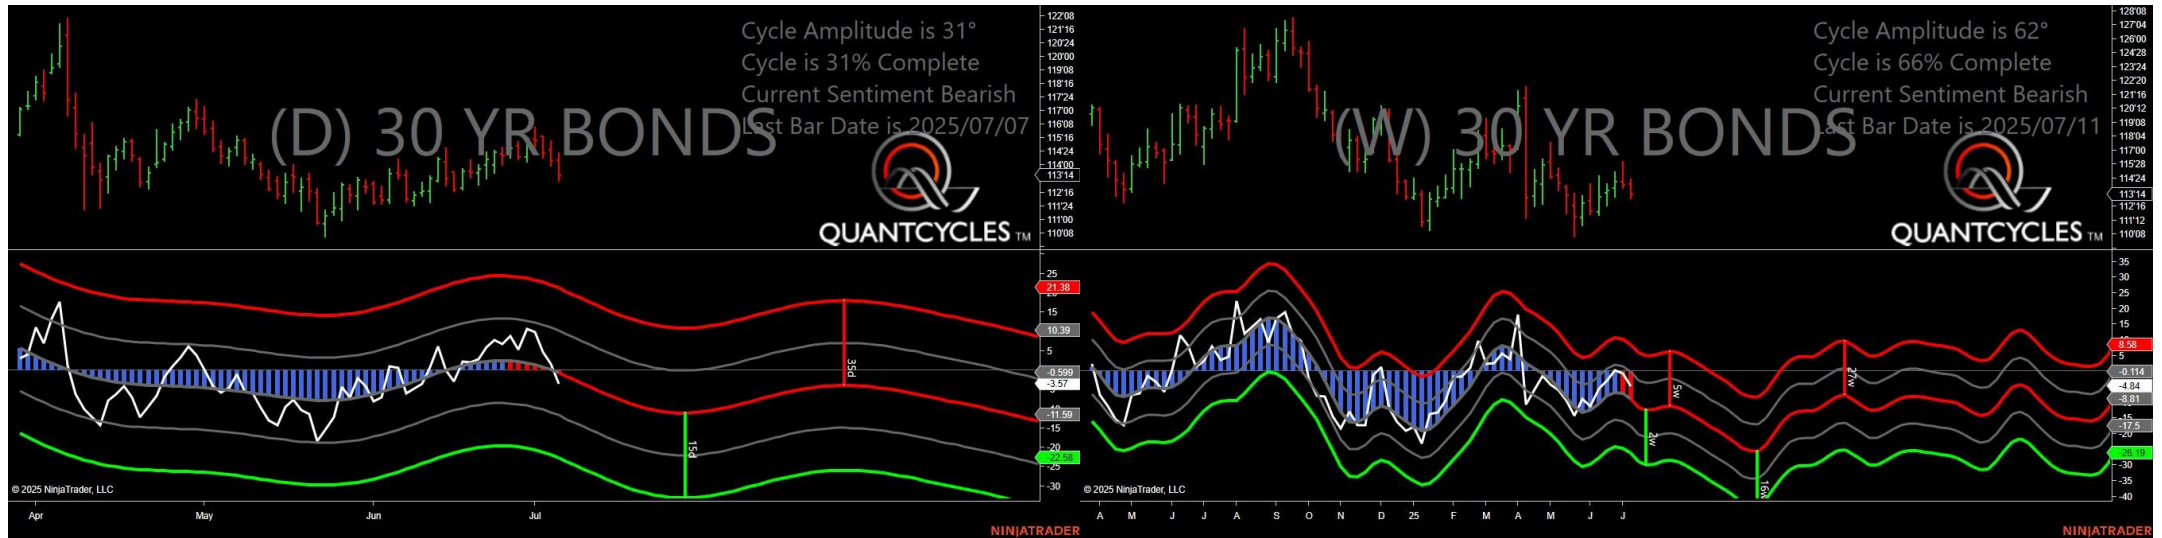 Cycle Amplitude is 31°
Cycle is 31% Complete
Current Sentiment Bearish
Last Bar Date is 2025/07/07
(D) 30 YR BONDS
QUANTCYCLES TM
122'08
121'16
120'24
120'00
119'08
118'16
117'24
117'00
116'08
115'16
114'24
114'00
113'14
112'16
111'24
111'00
110'08
25
21.38
15
10.39
5
-0.599
-3.57
-11.59
-15
-20
-22.58
-25
-30
35d
15d
© 2025 NinjaTrader, LLC
Apr
May
Jun
Jul
NINJATRADER
Cycle Amplitude is 62°
Cycle is 66% Complete
Current Sentiment Bearish
Last Bar Date is 2025/07/11
(W) 30 YR BONDS
QUANTCYCLES TM
128'08
127'04
126'00
124'28
123'24
122'20
121'16
120'12
119'08
118'04
117'00
115'28
114'24
113'14
112'16
111'12
110'08
35
30
25
20
15
8.58
5
-0.114
-4.84
-8.81
-15
-17.5
-20
-26.19
-30
-35
-40
5w
2w
27w
16w
© 2025 NinjaTrader, LLC
A M J J A S O N D 25 F M A M J J
NINJATRADER